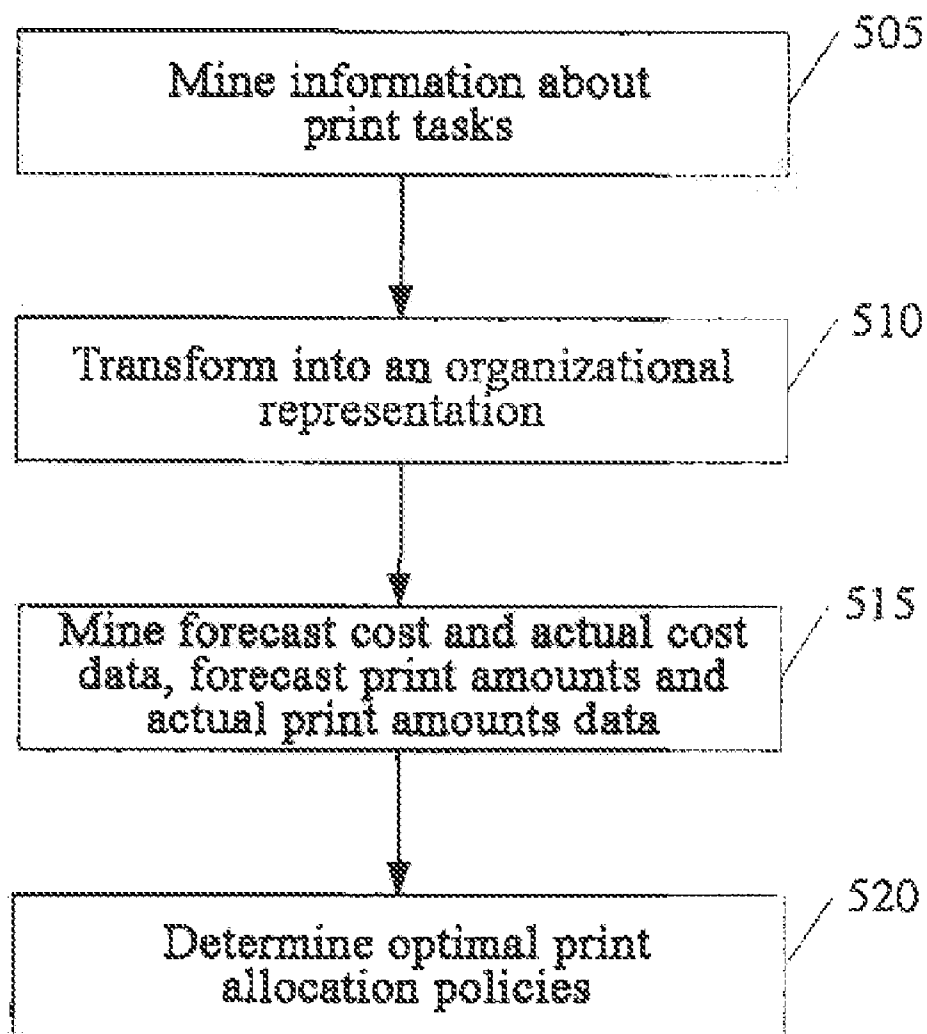 505
Mine information about
print tasks
510
Transform into an organizational
representation
515
Mine forecast cost and actual cost
data, forecast print amounts and
actual print amounts data
520
Determine optimal print
allocation policies